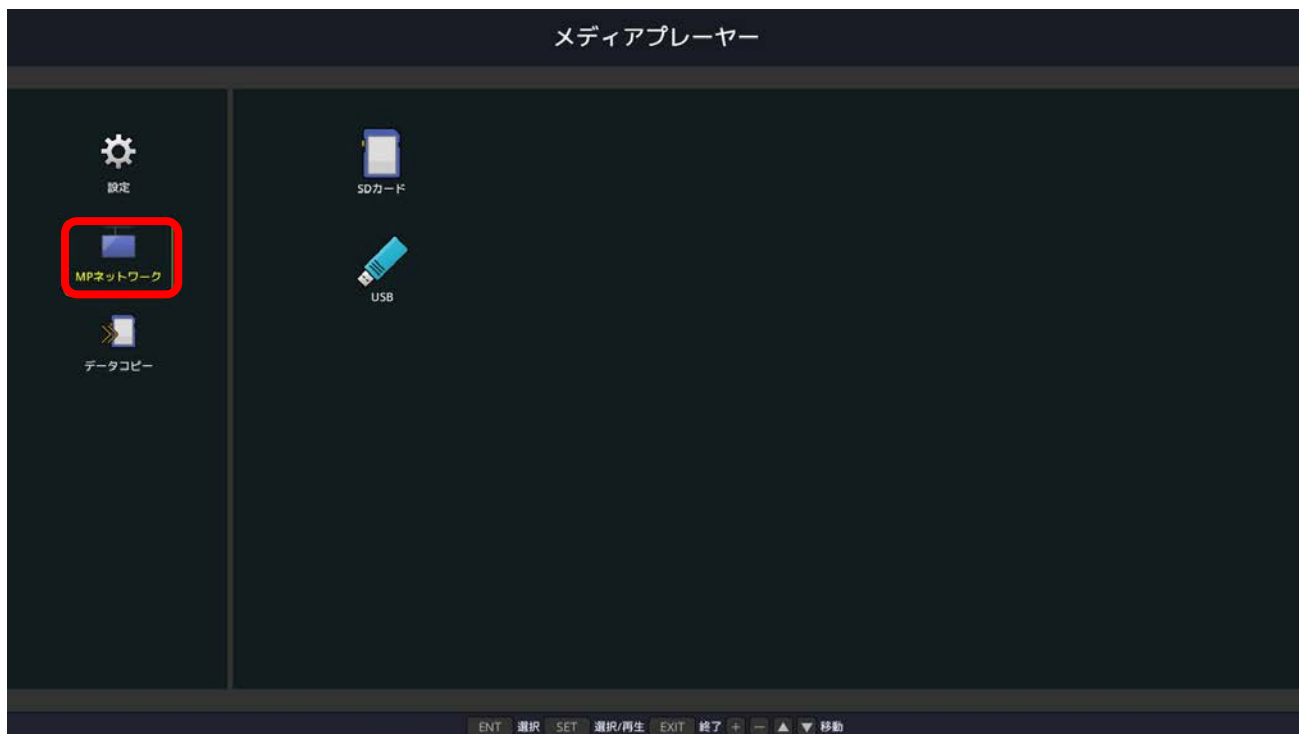 メディアプレーヤー
設定
MPネットワーク
データコピー
SDカード
USB
ENT 選択 SET 選択/再生 EXIT 終了 + − ▲ ▼ 移動